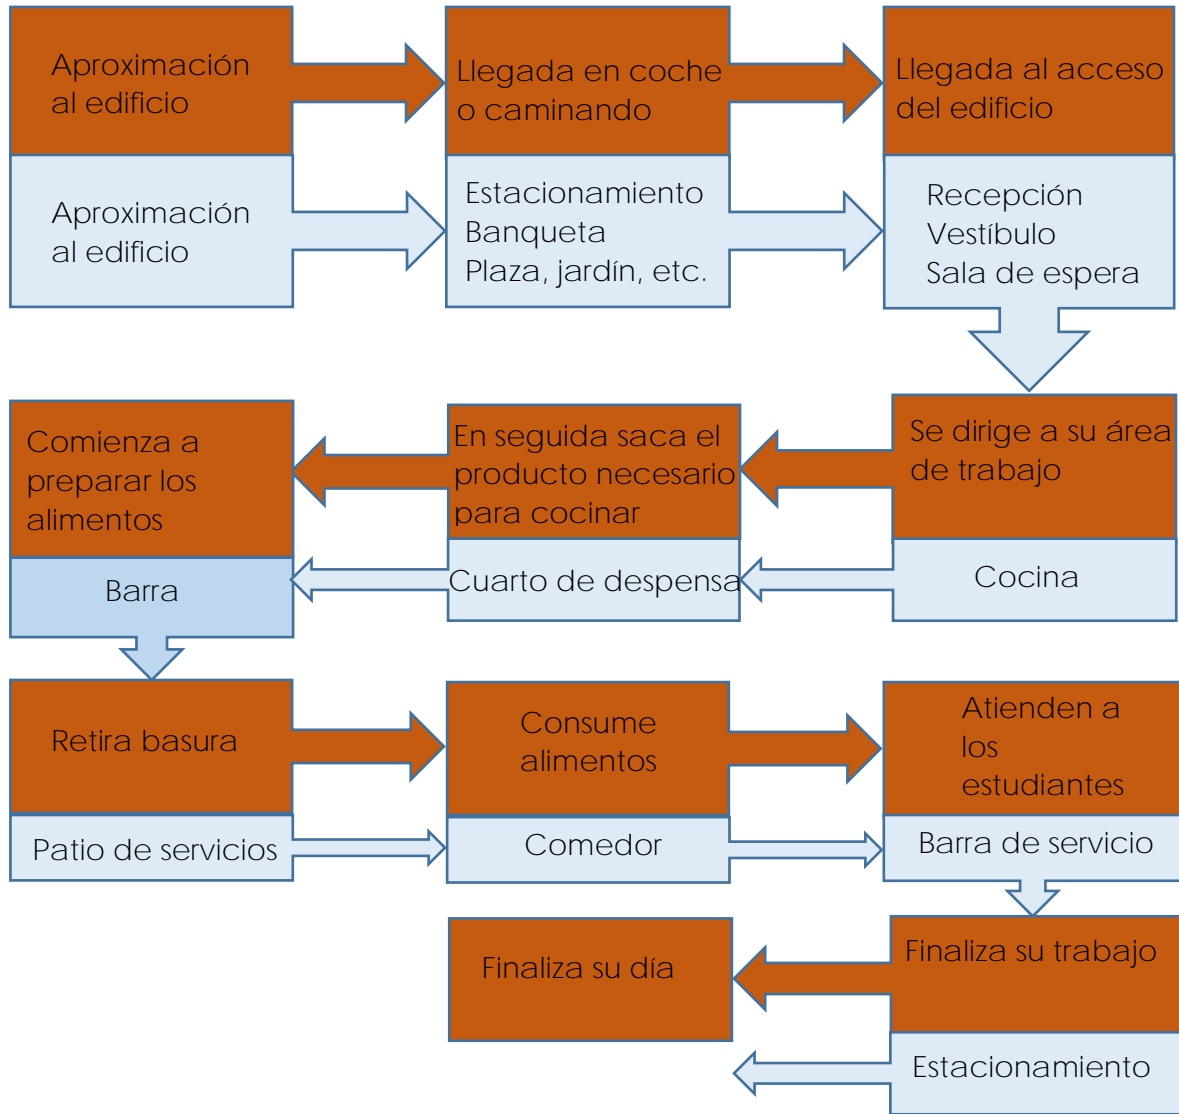 Aproximación
al edificio
Llegada en coche
o caminando
Llegada al acceso
del edificio
Aproximación
al edificio
Estacionamiento
Banqueta
Plaza, jardín, etc.
Recepción
Vestíbulo
Sala de espera
Comienza a
preparar los
alimentos
En seguida saca el
producto necesario
para cocinar
Se dirige a su área
de trabajo
Barra
Cuarto de despensa
Cocina
Retira basura
Consume
alimentos
Atienden a
los
estudiantes
Patio de servicios
Comedor
Barra de servicio
Finaliza su día
Finaliza su trabajo
Estacionamiento